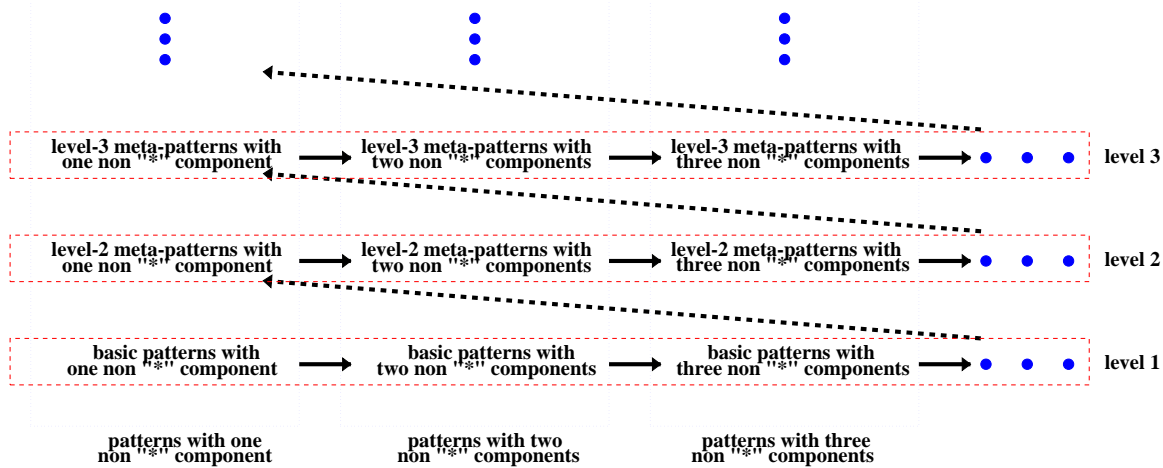 level-3 meta-patterns with
one non "*" component
level-3 meta-patterns with
two non "*" components
level-3 meta-patterns with
three non "*" components
level 3
level-2 meta-patterns with
one non "*" component
level-2 meta-patterns with
two non "*" components
level-2 meta-patterns with
three non "*" components
level 2
basic patterns with
one non "*" component
basic patterns with
two non "*" components
basic patterns with
three non "*" components
level 1
patterns with one
non "*" component
patterns with two
non "*" components
patterns with three
non "*" components